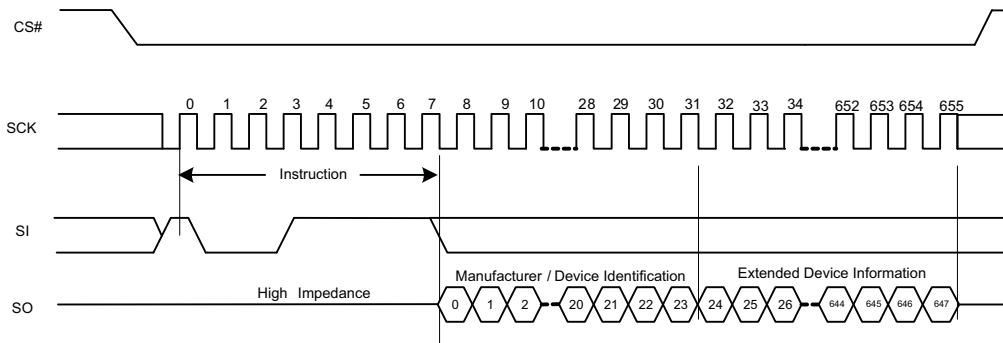 CS#
0 1 2 3 4 5 6 7 8 9 10 28 29 30 31 32 33 34 652 653 654 655
SCK
Instruction
SI
Manufacturer / Device Identification Extended Device Information
High Impedance
SO
0 1 2 20 21 22 23 24 25 26 644 645 646 647